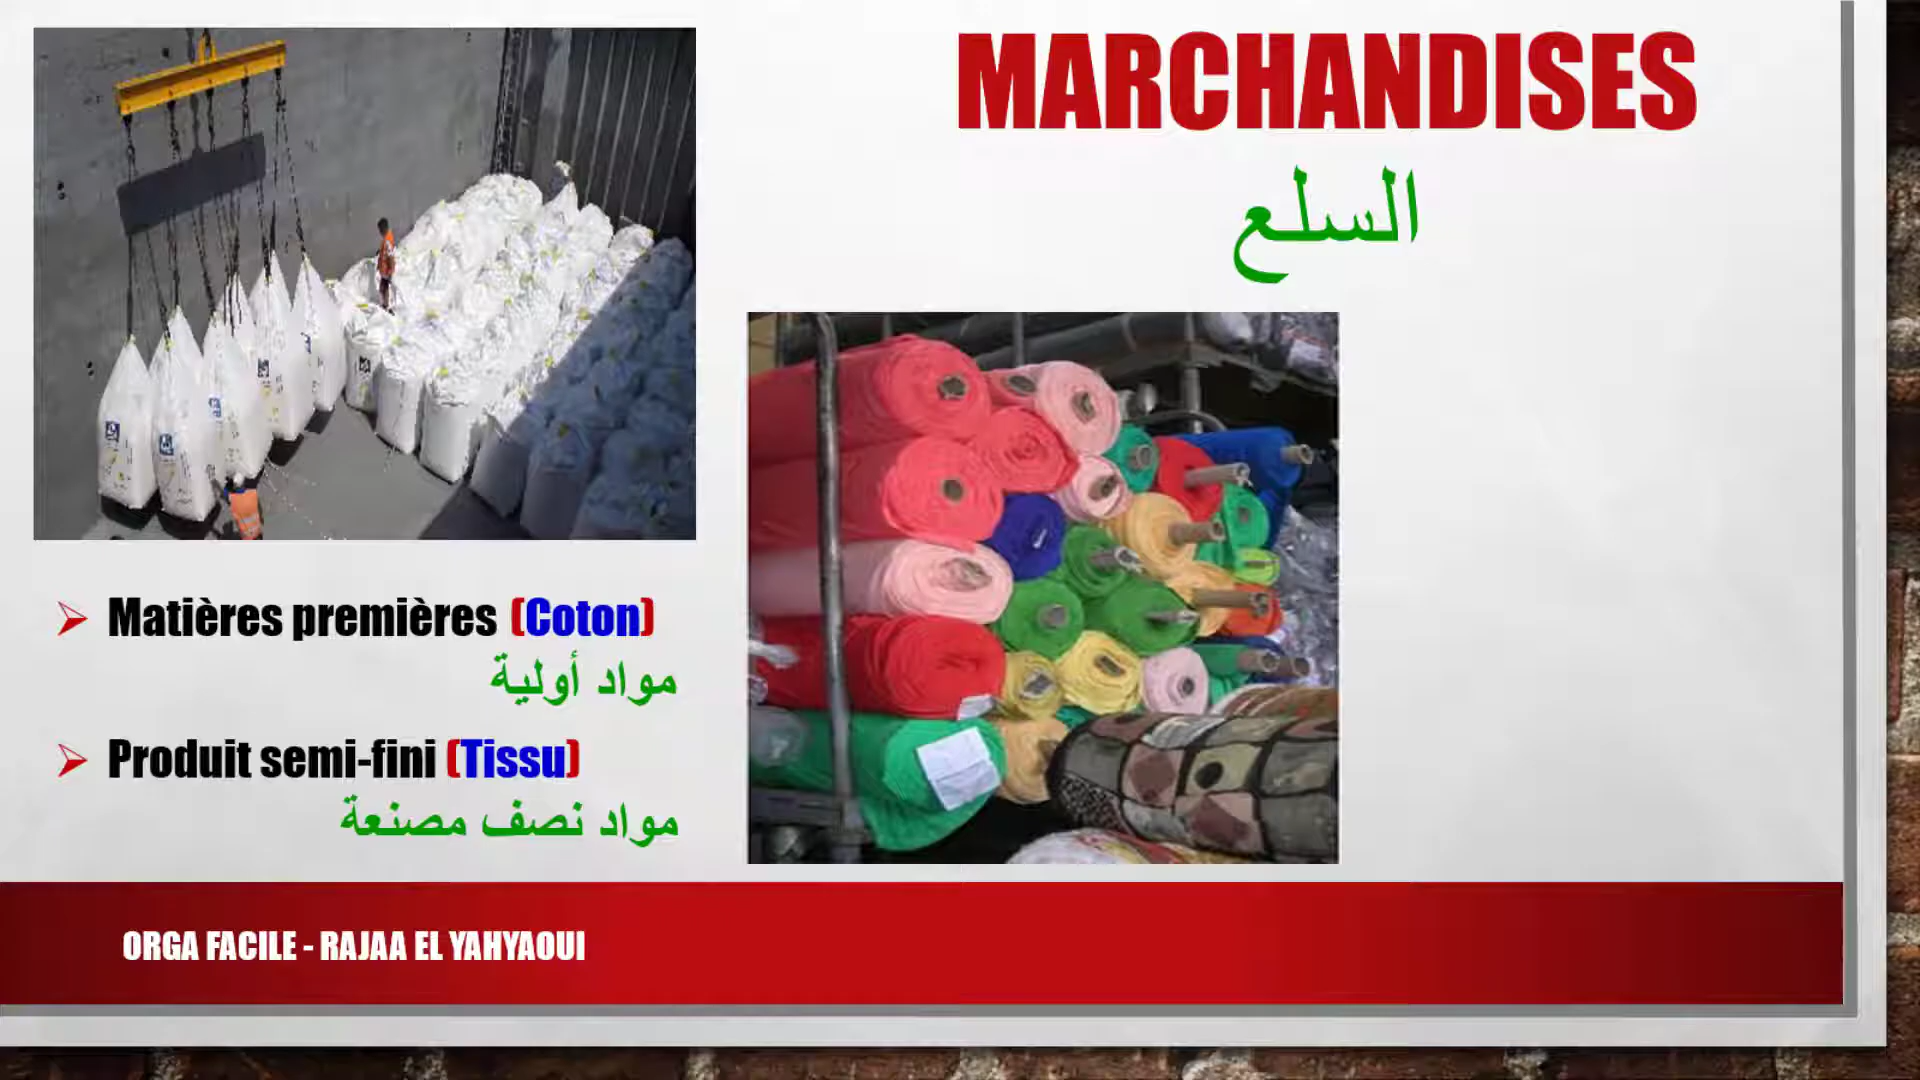 MARCHANDISES
السلع
Matières premières (Coton)
مواد أولية
Produit semi-fini (Tissu)
مواد نصف مصنعة
ORGA FACILE - RAJAA EL YAHYAOUI